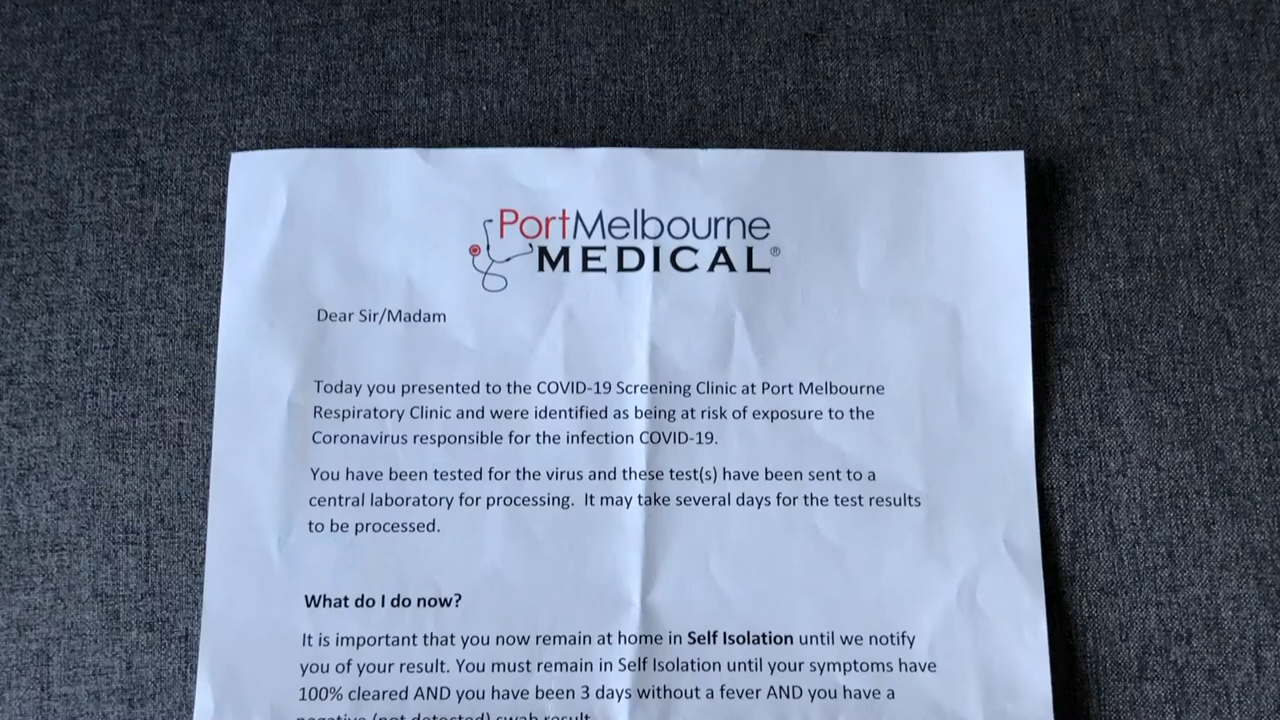 PortMelbourne
MEDICAL®
Dear Sir/Madam
Today you presented to the COVID-19 Screening Clinic at Port Melbourne
Respiratory Clinic and were identified as being at risk of exposure to the
Coronavirus responsible for the infection COVID-19.
You have been tested for the virus and these test(s) have been sent to a
central laboratory for processing.  It may take several days for the test results
to be processed.
What do I do now?
It is important that you now remain at home in Self Isolation until we notify
you of your result. You must remain in Self Isolation until your symptoms have
100% cleared AND you have been 3 days without a fever AND you have a
negative (not detected) swab result